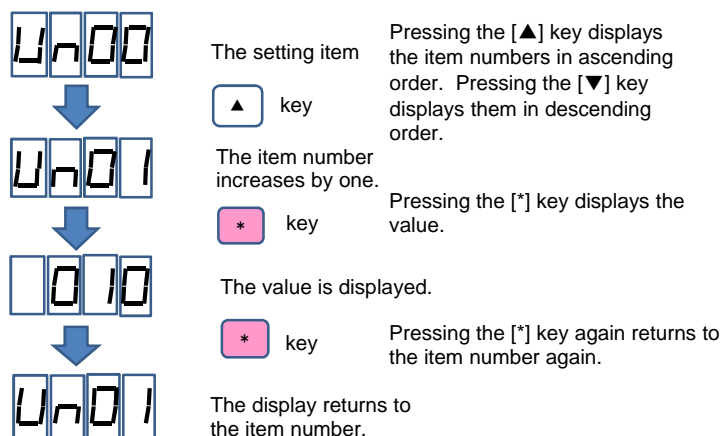 Un00
The setting item
Pressing the [▲] key displays
the item numbers in ascending
order. Pressing the [▼] key
displays them in descending
order.
▲ key
Un01
The item number
increases by one.
* key
Pressing the [*] key displays the
value.
010
The value is displayed.
* key
Pressing the [*] key again returns to
the item number again.
Un01
The display returns to
the item number.